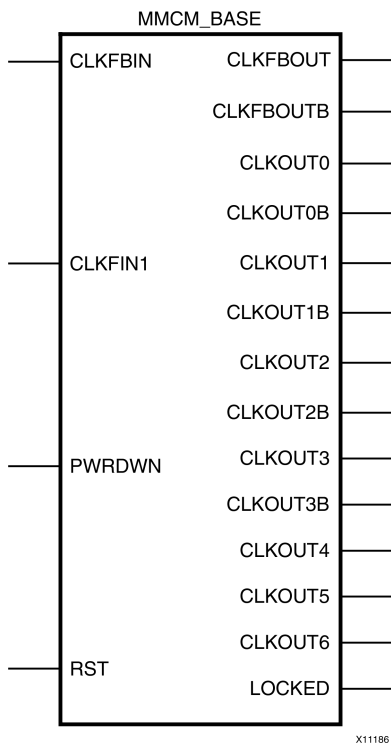 MMCM_BASE
CLKFBIN CLKFBOUT
CLKFBOUTB
CLKOUT0
CLKOUT0B
CLKFIN1 CLKOUT1
CLKOUT1B
CLKOUT2
CLKOUT2B
PWRDWN CLKOUT3
CLKOUT3B
CLKOUT4
CLKOUT5
CLKOUT6
RST LOCKED
X11186